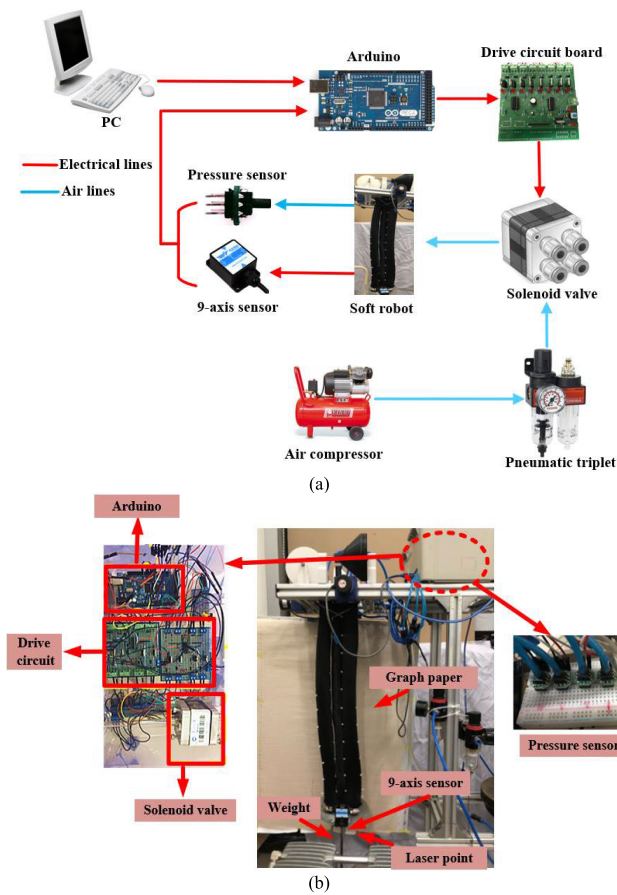 Drive circuit board
Arduino
PC
Electrical lines
Air lines
Pressure sensor
9-axis sensor
Soft robot
Solenoid valve
Air compressor
Pneumatic triplet
(a)
Arduino
Drive
circuit
Solenoid valve
Graph paper
9-axis sensor
Weight
Laser point
Pressure sensor
(b)